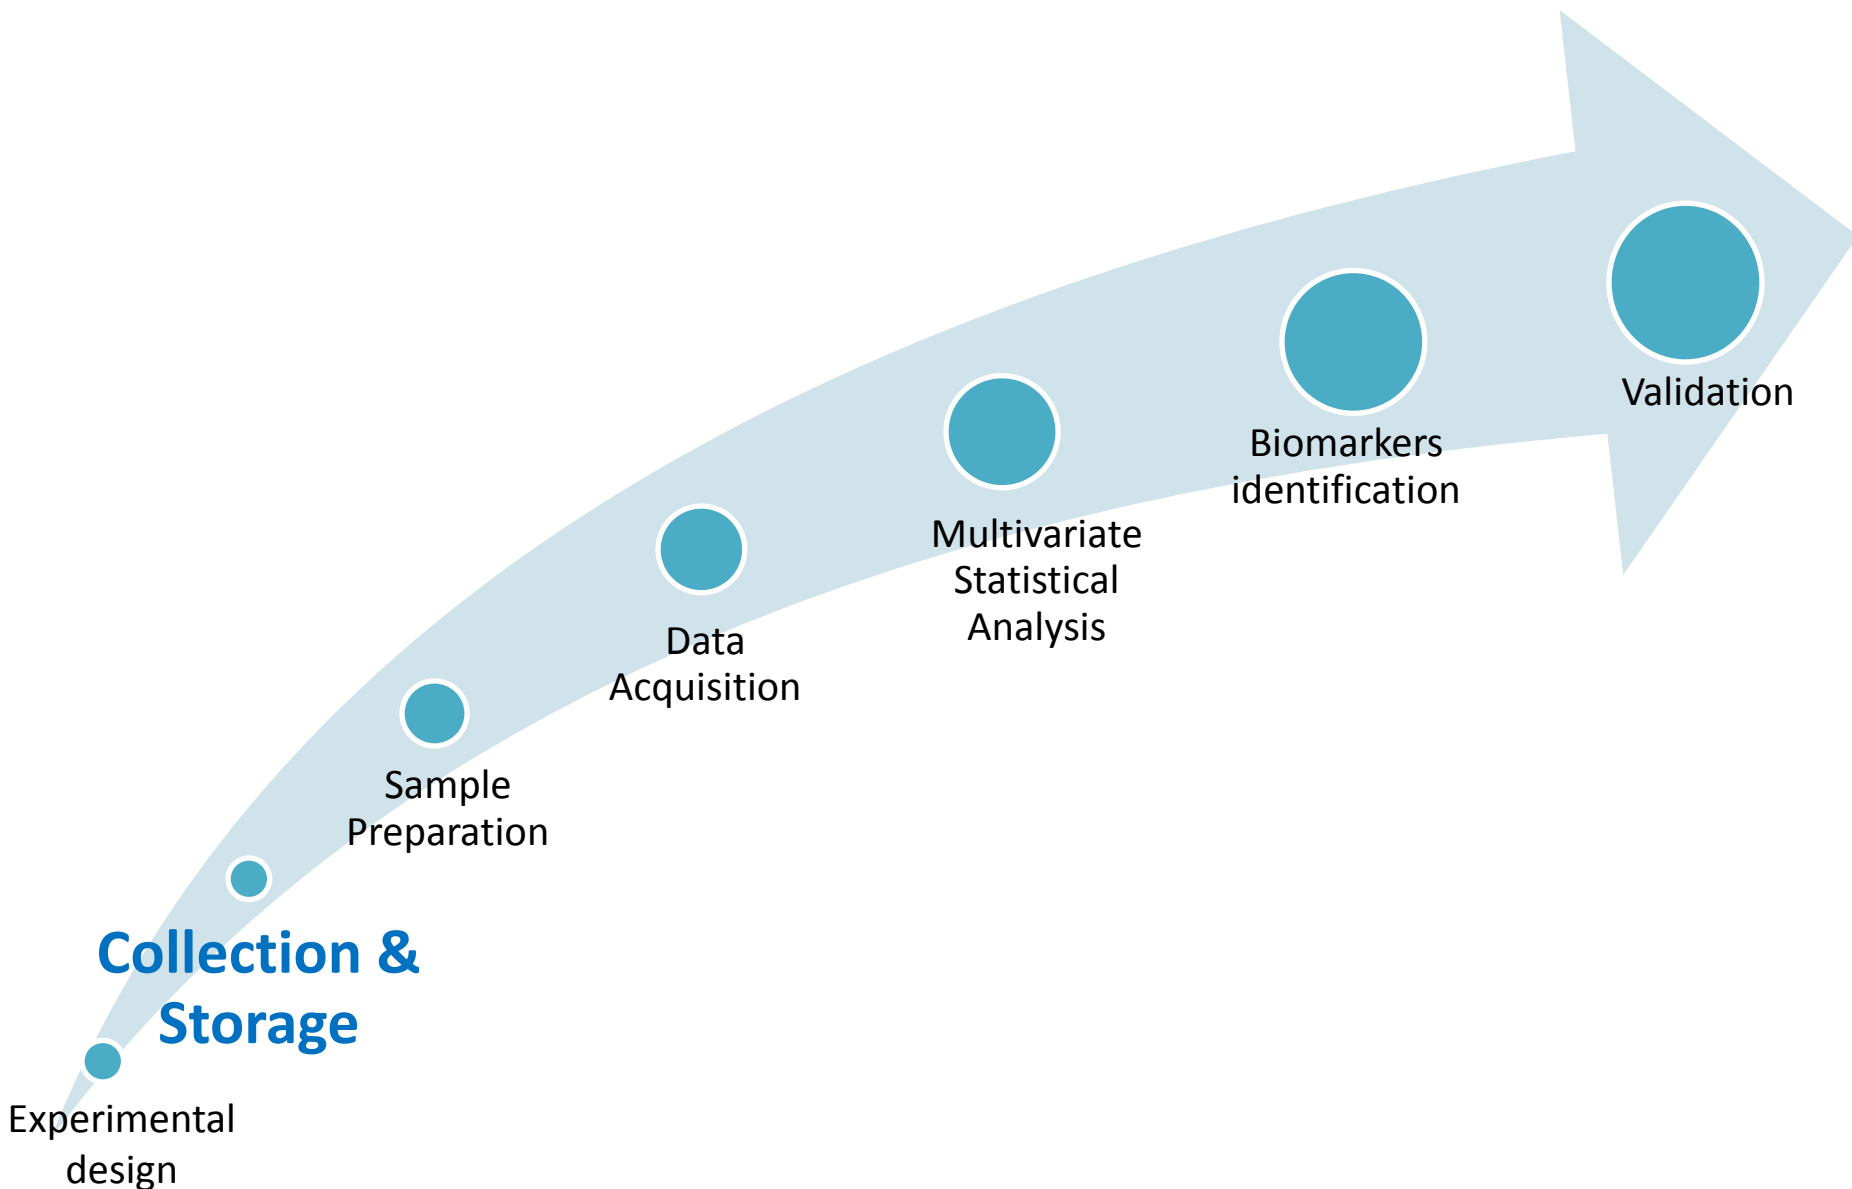 Experimental
design
Collection &
Storage
Sample
Preparation
Data
Acquisition
Multivariate
Statistical
Analysis
Biomarkers
identification
Validation